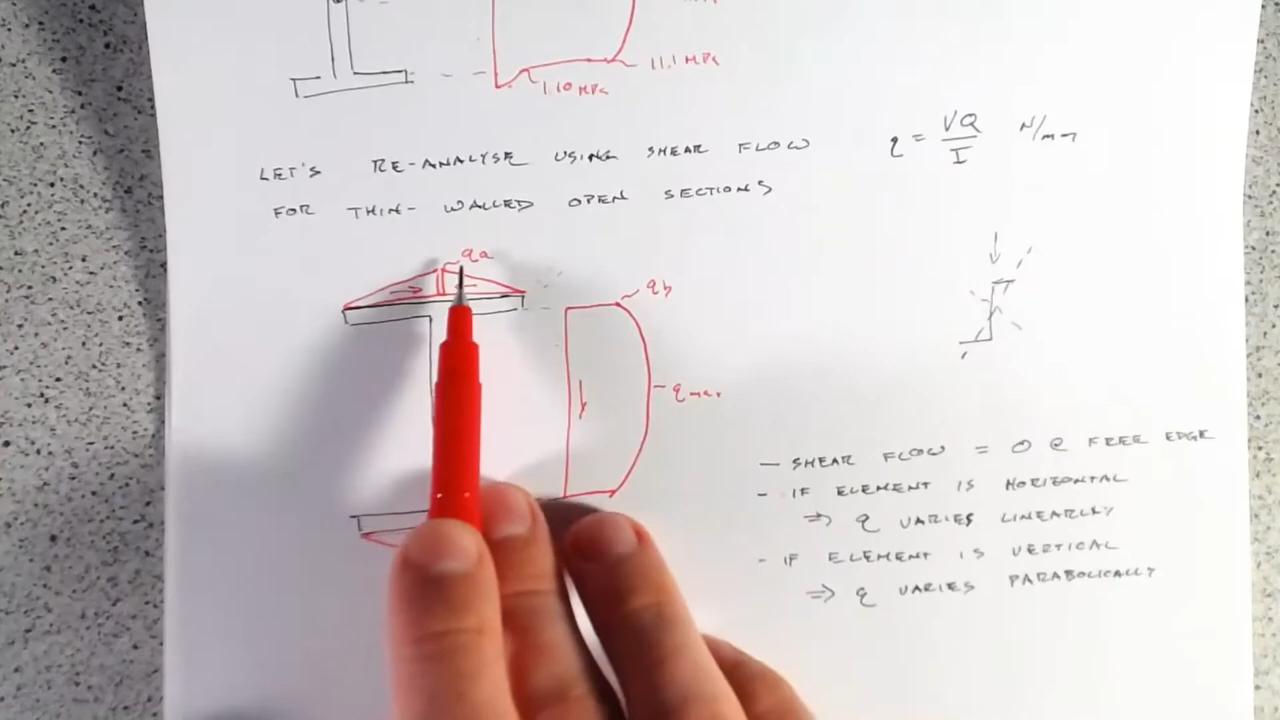 11.1 MPa
1.10 MPa
LET'S RE-ANALYSE USING SHEAR FLOW
FOR THIN-WALLED OPEN SECTIONS
q = VQ/I N/mm
qa
qb
qmax
- SHEAR FLOW = 0 @ FREE EDGE
- IF ELEMENT IS HORIZONTAL
⇒ q VARIES LINEARLY
- IF ELEMENT IS VERTICAL
⇒ q VARIES PARABOLICALLY